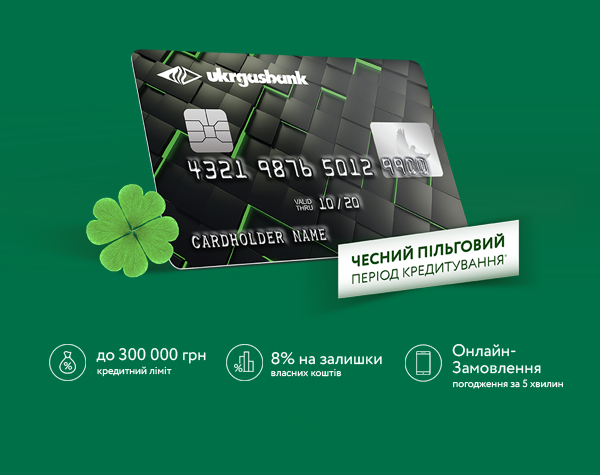 ukrgasbank
4321 9876 5012 9900
VALID
THRU 10/20
CARDHOLDER NAME
ЧЕСНИЙ ПІЛЬГОВИЙ
ПЕРІОД КРЕДИТУВАННЯ*
до 300 000 грн
кредитний ліміт
8% на залишки
власних коштів
Онлайн-
Замовлення
погодження за 5 хвилин